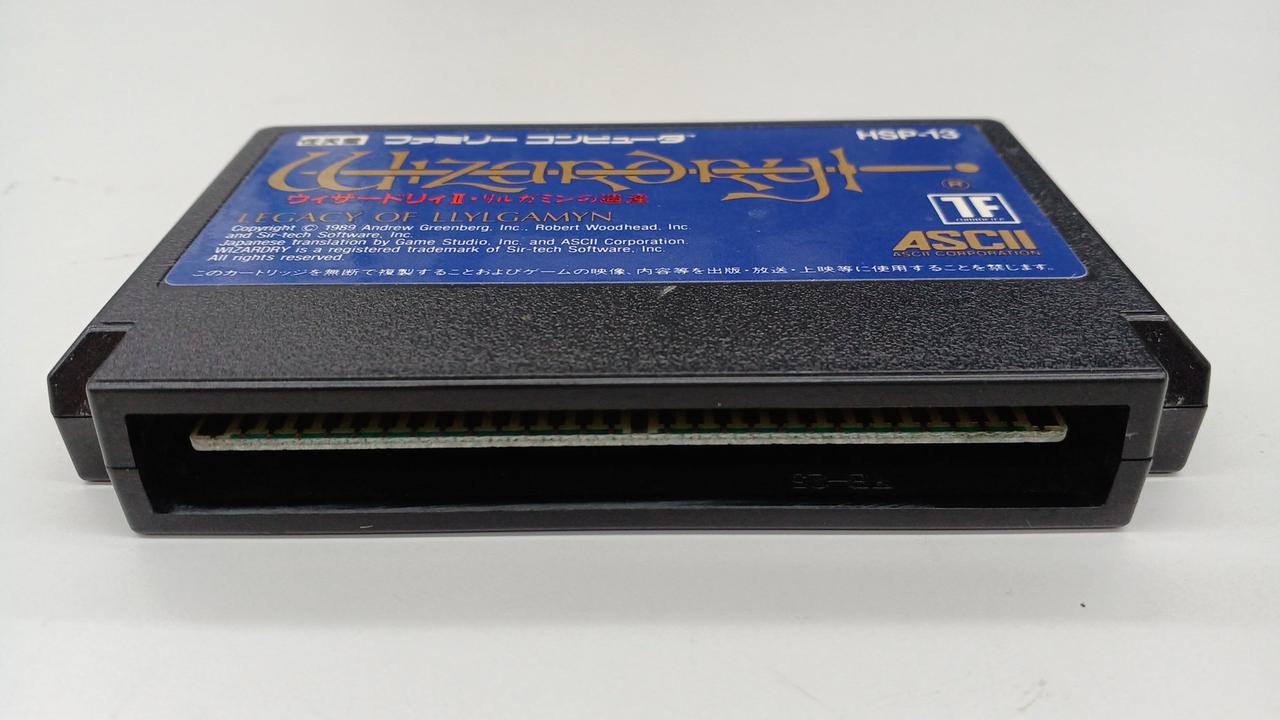 ファミリー コンピュータ™
HSP-13
Wizardry
®
ウィザードリィⅡ・リルガミンの遺産
LEGACY OF LLYLGAMYN
Copyright © 1989 Andrew Greenberg, Inc., Robert Woodhead, Inc.
and Sir-tech Software, Inc.
Japanese translation by Game Studio, Inc. and ASCII Corporation.
WIZARDRY is a registered trademark of Sir-tech Software, Inc.
All rights reserved.
ASCII
ASCII CORPORATION
このカートリッジを無断で複製することおよびゲームの映像、内容等を出版・放送・上映等に使用することを禁じます。